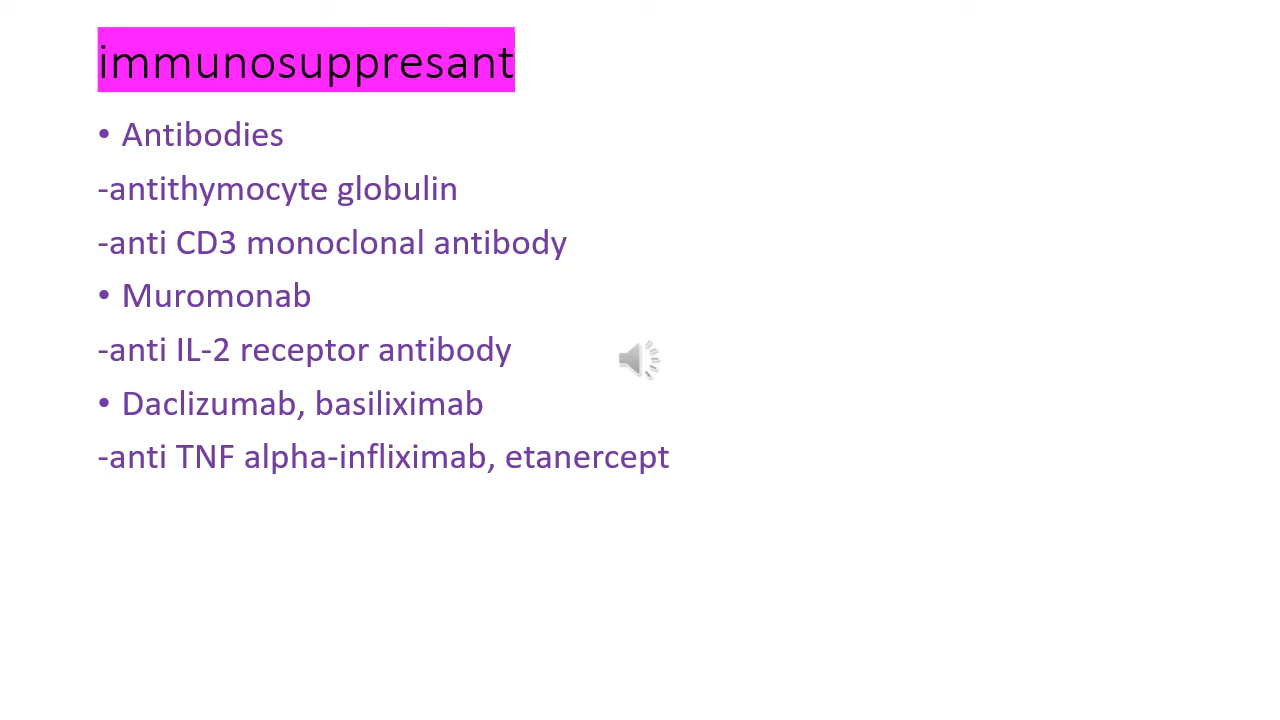 immunosuppresant
• Antibodies
-antithymocyte globulin
-anti CD3 monoclonal antibody
• Muromonab
-anti IL-2 receptor antibody
• Daclizumab, basiliximab
-anti TNF alpha-infliximab, etanercept